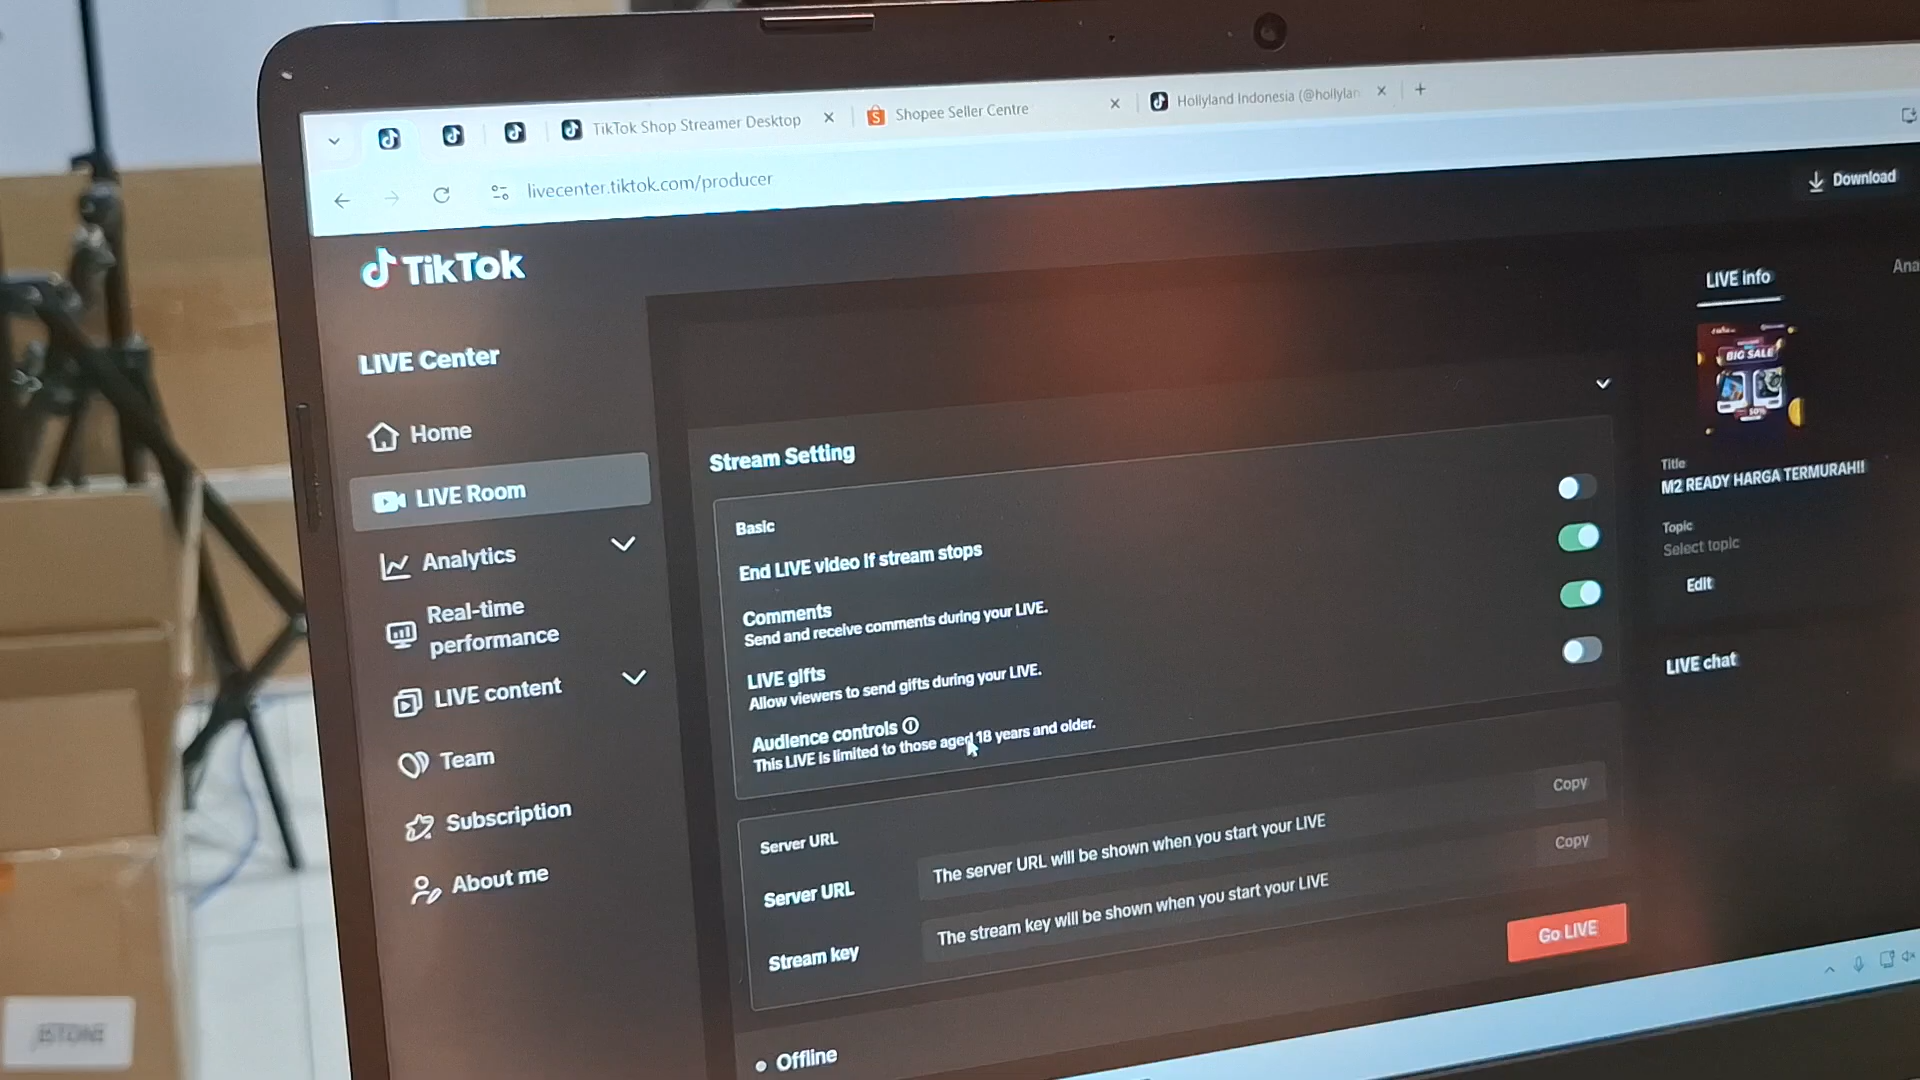 TikTok Shop Streamer Desktop
Shopee Seller Centre
Hollyland Indonesia (@hollylan
livecenter.tiktok.com/producer
Download
TikTok
LIVE Center
Home
LIVE Room
Analytics
Real-time
performance
LIVE content
Team
Subscription
About me
Stream Setting
Basic
End LIVE video if stream stops
Comments
Send and receive comments during your LIVE.
LIVE gifts
Allow viewers to send gifts during your LIVE.
Audience controls
This LIVE is limited to those aged 18 years and older.
Server URL
Server URL
The server URL will be shown when you start your LIVE
Copy
Stream key
The stream key will be shown when you start your LIVE
Copy
Go LIVE
Offline
LIVE info
Ana
BIG SALE
50%
Title
M2 READY HARGA TERMURAH!!
Topic
Select topic
Edit
LIVE chat